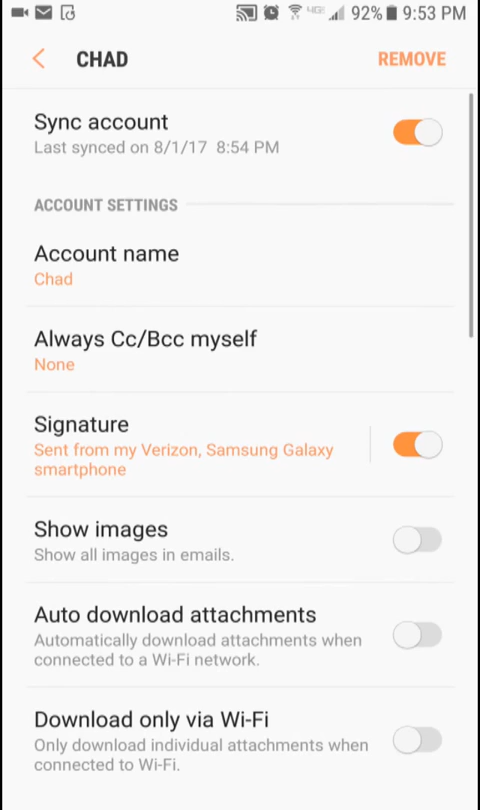 92% 9:53 PM
CHAD REMOVE
Sync account
Last synced on 8/1/17 8:54 PM
ACCOUNT SETTINGS
Account name
Chad
Always Cc/Bcc myself
None
Signature
Sent from my Verizon, Samsung Galaxy
smartphone
Show images
Show all images in emails.
Auto download attachments
Automatically download attachments when
connected to a Wi-Fi network.
Download only via Wi-Fi
Only download individual attachments when
connected to Wi-Fi.